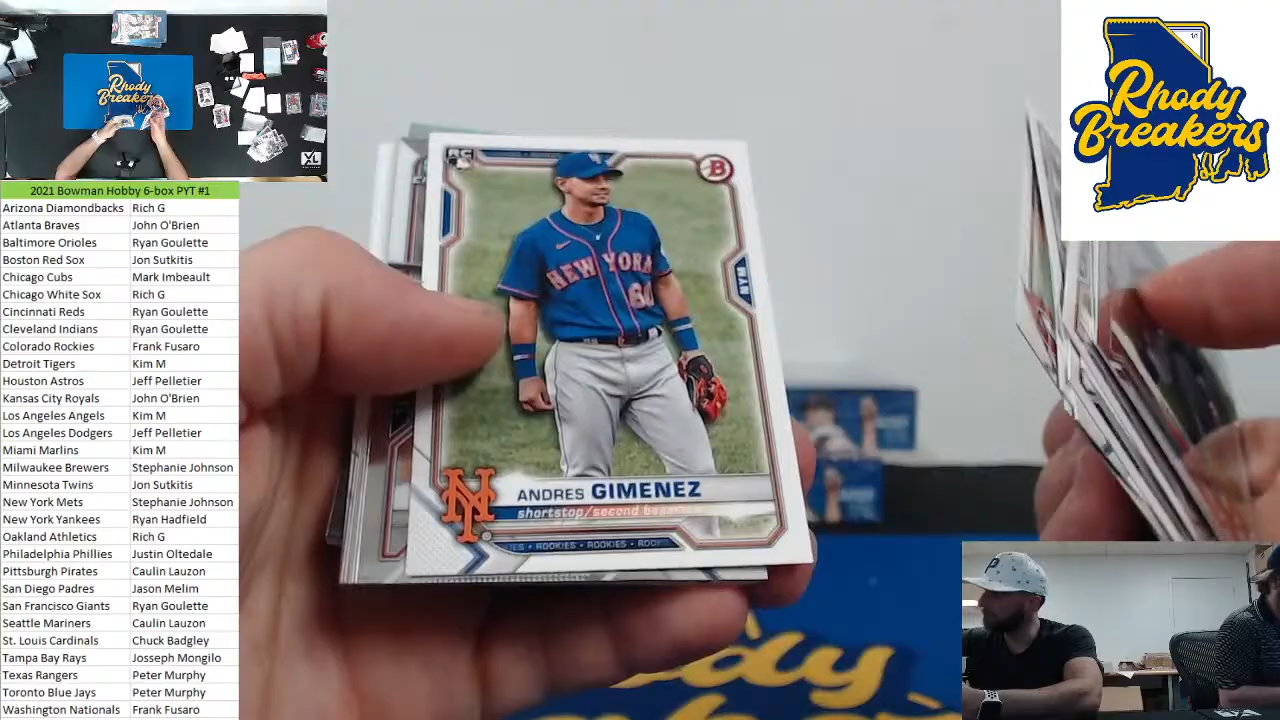 2021 Bowman Hobby 6-box PYT #1
Arizona Diamondbacks Rich G
Atlanta Braves John O'Brien
Baltimore Orioles Ryan Goulette
Boston Red Sox Jon Sutkitis
Chicago Cubs Mark Imbeault
Chicago White Sox Rich G
Cincinnati Reds Ryan Goulette
Cleveland Indians Ryan Goulette
Colorado Rockies Frank Fusaro
Detroit Tigers Kim M
Houston Astros Jeff Pelletier
Kansas City Royals John O'Brien
Los Angeles Angels Kim M
Los Angeles Dodgers Jeff Pelletier
Miami Marlins Kim M
Milwaukee Brewers Stephanie Johnson
Minnesota Twins Jon Sutkitis
New York Mets Stephanie Johnson
New York Yankees Ryan Hadfield
Oakland Athletics Rich G
Philadelphia Phillies Justin Oltedale
Pittsburgh Pirates Caulin Lauzon
San Diego Padres Jason Melim
San Francisco Giants Ryan Goulette
Seattle Mariners Caulin Lauzon
St. Louis Cardinals Chuck Badgley
Tampa Bay Rays Josseph Mongilo
Texas Rangers Peter Murphy
Toronto Blue Jays Peter Murphy
Washington Nationals Frank Fusaro
Rhody
Breakers
XL
RC
B
NEW YORK
60
NYM
NY
ANDRES GIMENEZ
shortstop/second
• ROOKIES • ROOKIES •
1/1
Rhody
Breakers
P